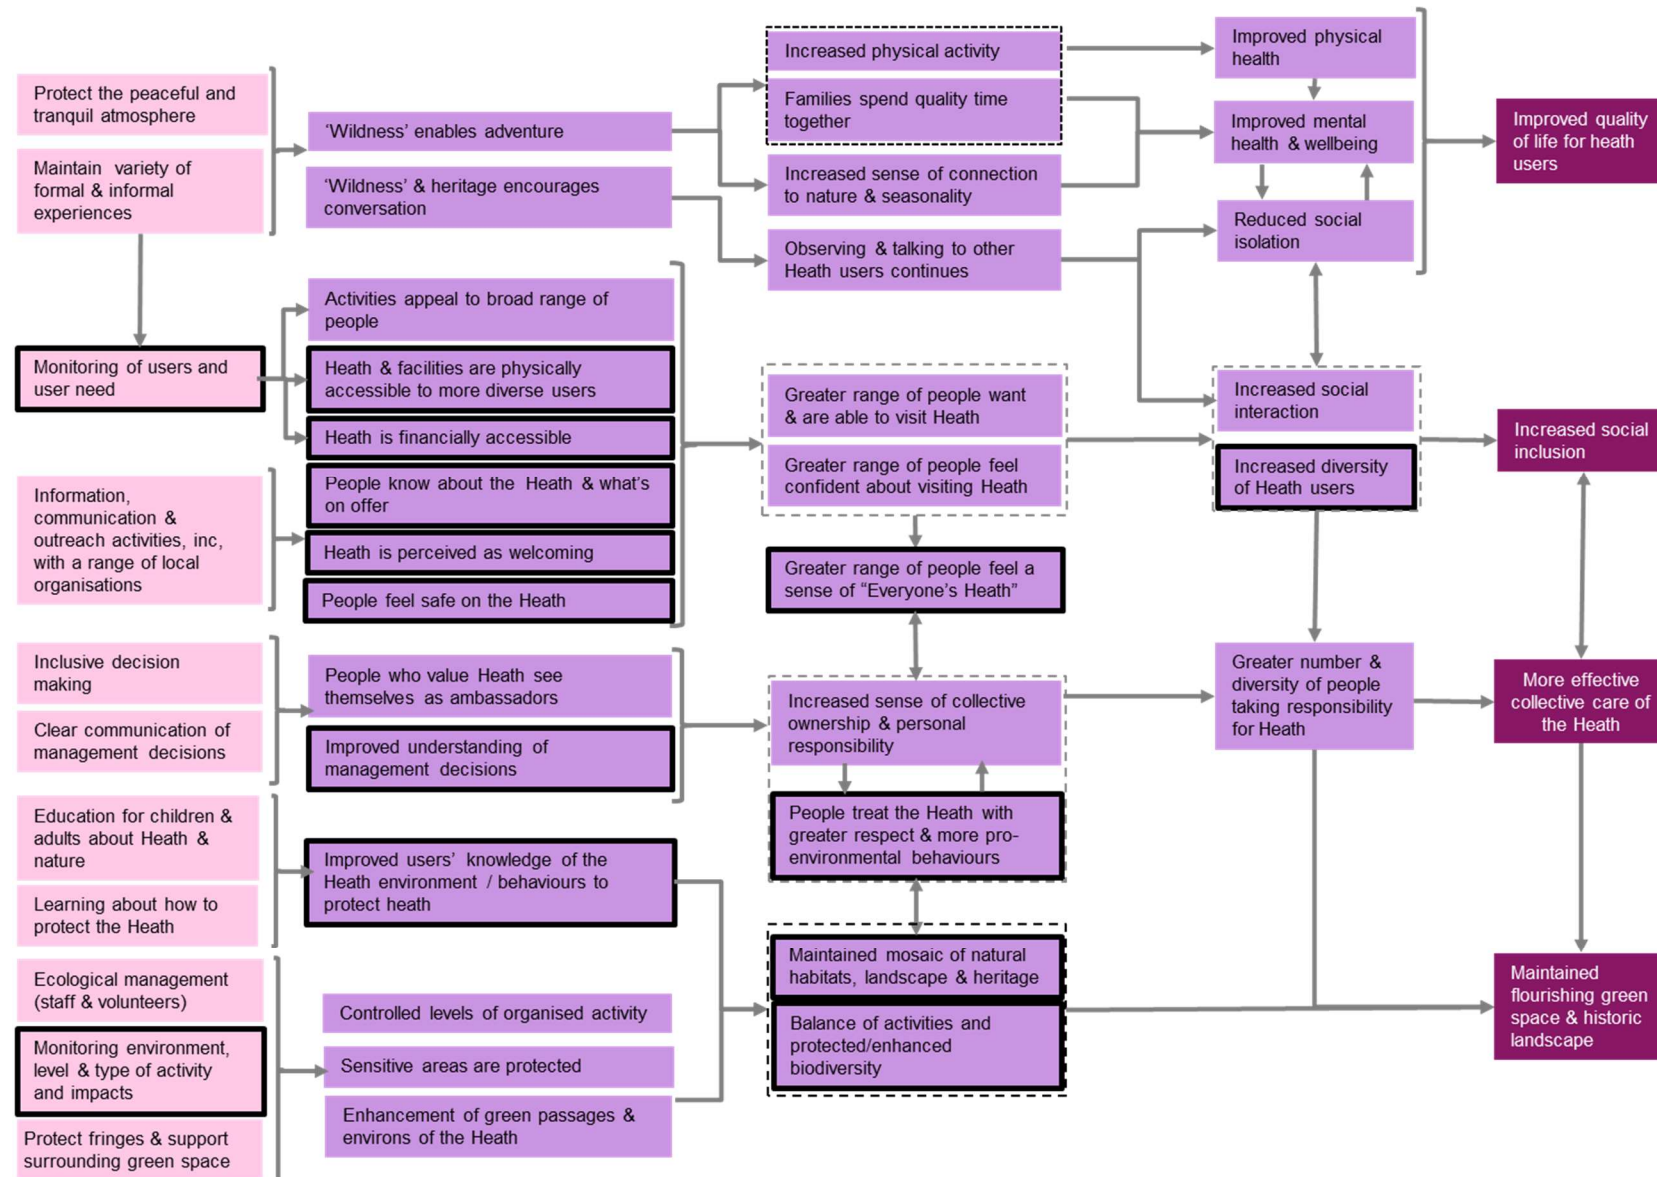 Protect the peaceful and
tranquil atmosphere
Maintain variety of
formal & informal
experiences
Monitoring of users and
user need
Information,
communication &
outreach activities, inc,
with a range of local
organisations
Inclusive decision
making
Clear communication of
management decisions
Education for children &
adults about Heath &
nature
Learning about how to
protect the Heath
Ecological management
(staff & volunteers)
Monitoring environment,
level & type of activity
and impacts
Protect fringes & support
surrounding green space
‘Wildness’ enables adventure
‘Wildness’ & heritage encourages
conversation
Activities appeal to broad range of
people
Heath & facilities are physically
accessible to more diverse users
Heath is financially accessible
People know about the Heath & what's
on offer
Heath is perceived as welcoming
People feel safe on the Heath
People who value Heath see
themselves as ambassadors
Improved understanding of
management decisions
Improved users’ knowledge of the
Heath environment / behaviours to
protect heath
Controlled levels of organised activity
Sensitive areas are protected
Enhancement of green passages &
environs of the Heath
Increased physical activity
Families spend quality time
together
Increased sense of connection
to nature & seasonality
Observing & talking to other
Heath users continues
Greater range of people want
& are able to visit Heath
Greater range of people feel
confident about visiting Heath
Greater range of people feel a
sense of “Everyone’s Heath”
Increased sense of collective
ownership & personal
responsibility
People treat the Heath with
greater respect & more pro-
environmental behaviours
Maintained mosaic of natural
habitats, landscape & heritage
Balance of activities and
protected/enhanced
biodiversity
Improved physical
health
Improved mental
health & wellbeing
Reduced social
isolation
Increased social
interaction
Increased diversity
of Heath users
Greater number &
diversity of people
taking responsibility
for Heath
Improved quality
of life for heath
users
Increased social
inclusion
More effective
collective care of
the Heath
Maintained
flourishing green
space & historic
landscape